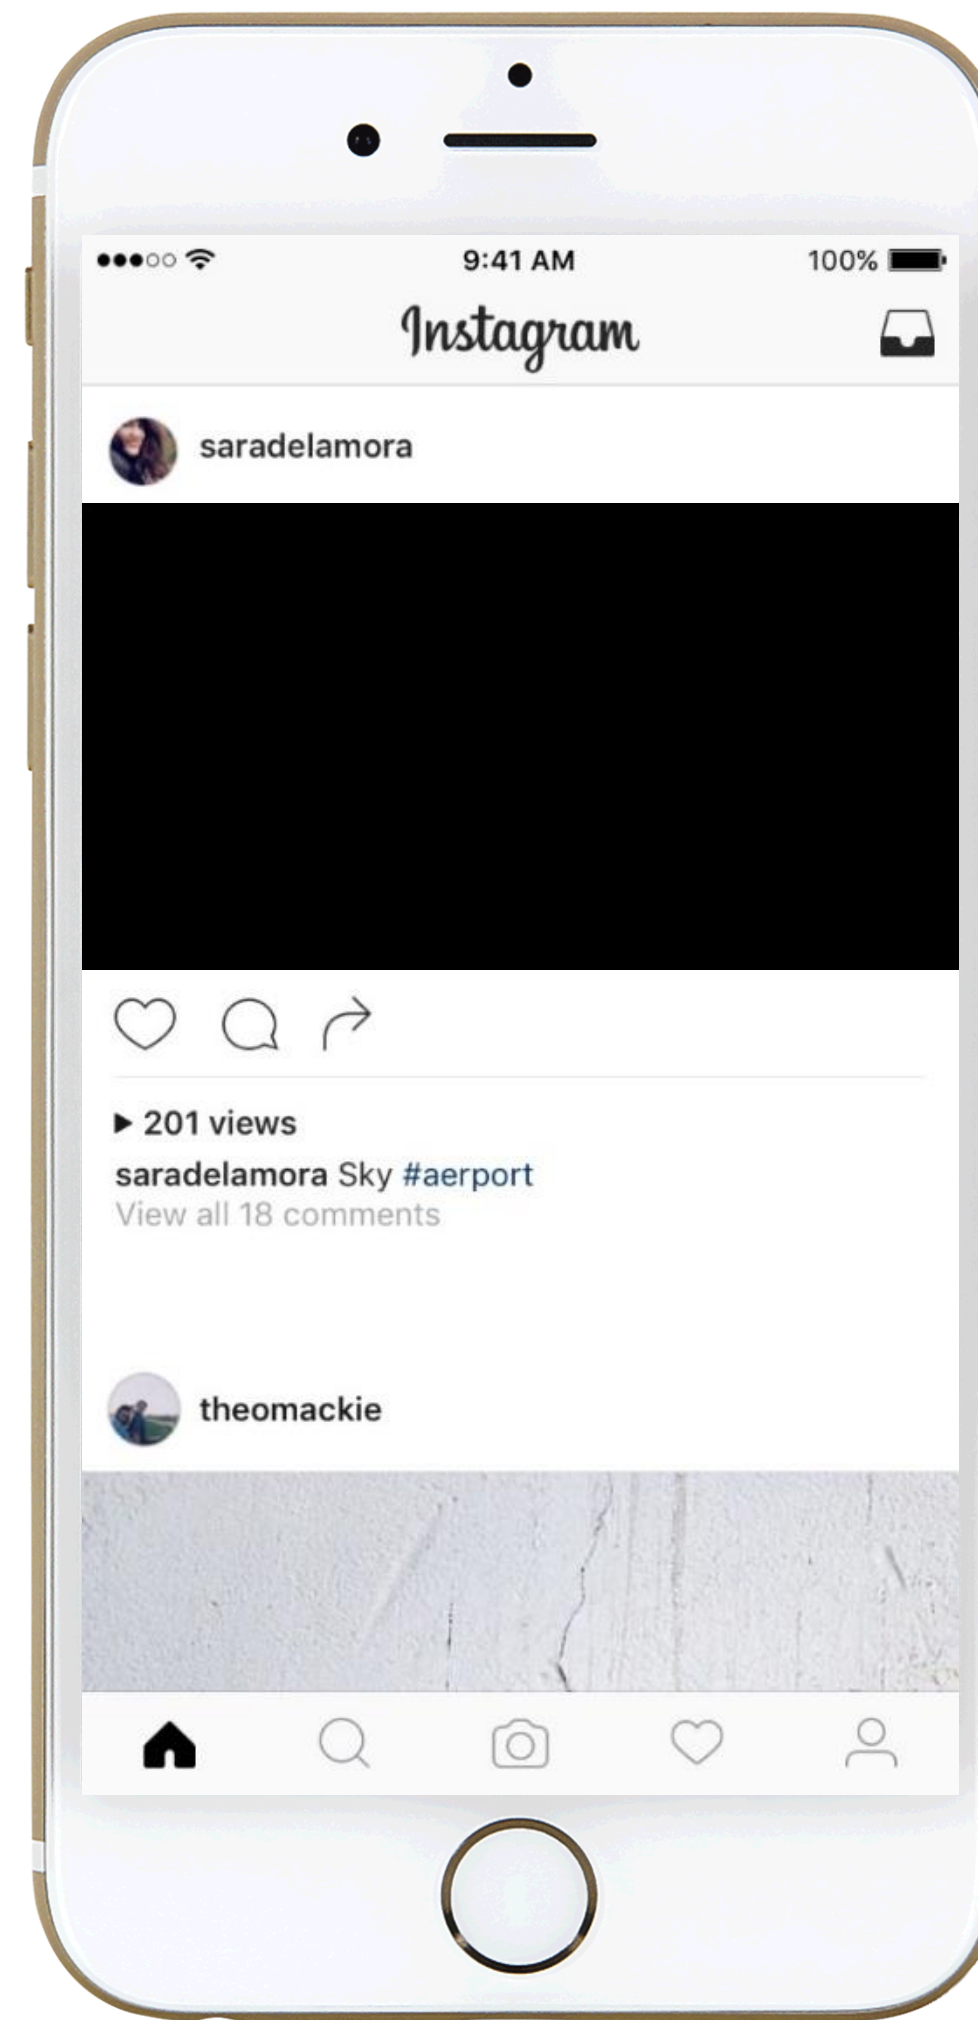 9:41 AM 100%
Instagram
saradelamora
201 views
saradelamora Sky #aerport
View all 18 comments
theomackie